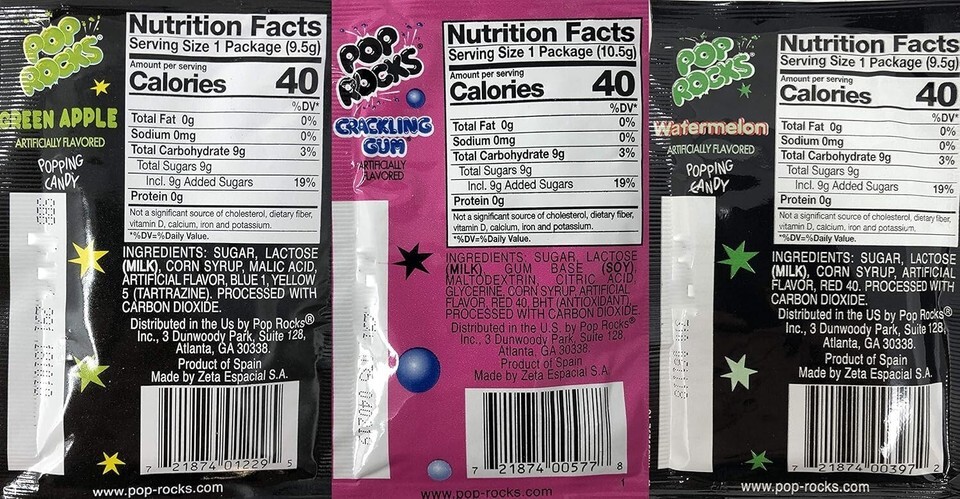 POP
ROCKS®
GREEN APPLE
ARTIFICIALLY FLAVORED
POPPING
CANDY
Nutrition Facts
Serving Size 1 Package (9.5g)
Amount per serving
Calories 40
%DV*
Total Fat 0g 0%
Sodium 0mg 0%
Total Carbohydrate 9g 3%
Total Sugars 9g
Incl. 9g Added Sugars 19%
Protein 0g
Not a significant source of cholesterol, dietary fiber,
vitamin D, calcium, iron and potassium.
*%DV=%Daily Value.
INGREDIENTS: SUGAR, LACTOSE
(MILK), CORN SYRUP, MALIC ACID,
ARTIFICIAL FLAVOR, BLUE 1, YELLOW
5 (TARTRAZINE). PROCESSED WITH
CARBON DIOXIDE.
Distributed in the US by Pop Rocks®
Inc., 3 Dunwoody Park, Suite 128,
Atlanta, GA 30338.
Product of Spain
Made by Zeta Espacial S.A.
7 21874 01229 5
www.pop-rocks.com
POP
ROCKS®
CRACKLING
GUM
ARTIFICIALLY
FLAVORED
Nutrition Facts
Serving Size 1 Package (10.5g)
Amount per serving
Calories 40
%DV*
Total Fat 0g 0%
Sodium 0mg 0%
Total Carbohydrate 9g 3%
Total Sugars 9g
Incl. 9g Added Sugars 19%
Protein 0g
Not a significant source of cholesterol, dietary fiber,
vitamin D, calcium, iron and potassium.
*%DV=%Daily Value.
INGREDIENTS: SUGAR, LACTOSE
(MILK), GUM BASE (SOY),
MALTODEXTRIN, CITRIC ACID,
GLYCERINE, CORN SYRUP, ARTIFICIAL
FLAVOR, RED 40, BHT (ANTIOXIDANT).
PROCESSED WITH CARBON DIOXIDE.
Distributed in the U.S. by Pop Rocks®
Inc., 3 Dunwoody Park, Suite 128,
Atlanta, GA 30338.
Product of Spain
Made by Zeta Espacial S.A.
7 21874 00577 8
1
www.pop-rocks.com
POP
ROCKS®
Watermelon
ARTIFICIALLY FLAVORED
POPPING
CANDY
Nutrition Facts
Serving Size 1 Package (9.5g)
Amount per serving
Calories 40
%DV*
Total Fat 0g 0%
Sodium 0mg 0%
Total Carbohydrate 9g 3%
Total Sugars 9g
Incl. 9g Added Sugars 19%
Protein 0g
Not a significant source of cholesterol, dietary fiber,
vitamin D, calcium, iron and potassium.
*%DV=%Daily Value.
INGREDIENTS: SUGAR, LACTOSE
(MILK), CORN SYRUP, ARTIFICIAL
FLAVOR, RED 40. PROCESSED WITH
CARBON DIOXIDE.
Distributed in the US by Pop Rocks®
Inc., 3 Dunwoody Park, Suite 128,
Atlanta, GA 30338.
Product of Spain
Made by Zeta Espacial S.A.
7 21874 00397 2
www.pop-rocks.com